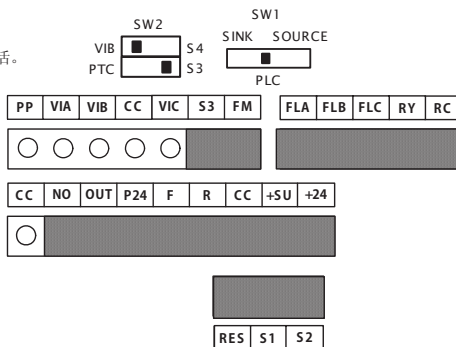 SW1
SW2
SINK SOURCE
VIB S4
活。
PTC S3
PLC
PP VIA VIB CC VIC S3 FM FLA FLB FLC RY RC
CC NO OUT P24 F R CC +SU +24
RES S1 S2